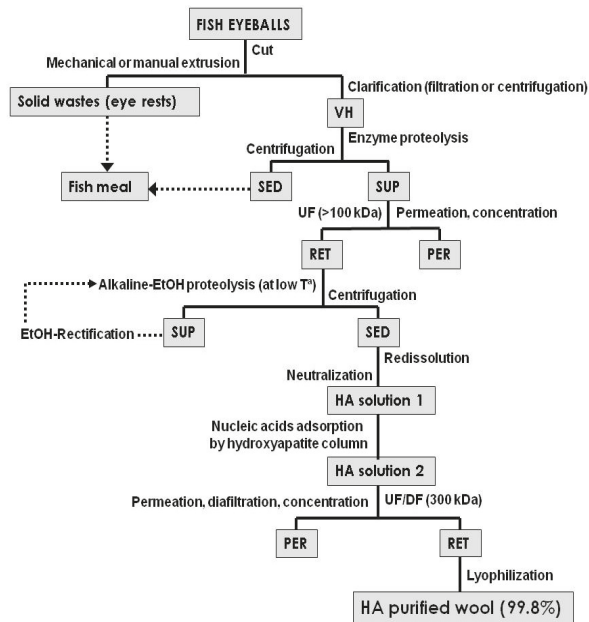 FISH EYEBALLS
Cut
Mechanical or manual extrusion
Solid wastes (eye rests)
Clarification (filtration or centrifugation)
VH
Enzyme proteolysis
Centrifugation
Fish meal
SED
SUP
UF (>100 kDa)
Permeation, concentration
RET
PER
Alkaline-EtOH proteolysis (at low Tª)
Centrifugation
EtOH-Rectification
SUP
SED
Redissolution
Neutralization
HA solution 1
Nucleic acids adsorption
by hydroxyapatite column
HA solution 2
Permeation, diafiltration, concentration
UF/DF (300 kDa)
PER
RET
Lyophilization
HA purified wool (99.8%)